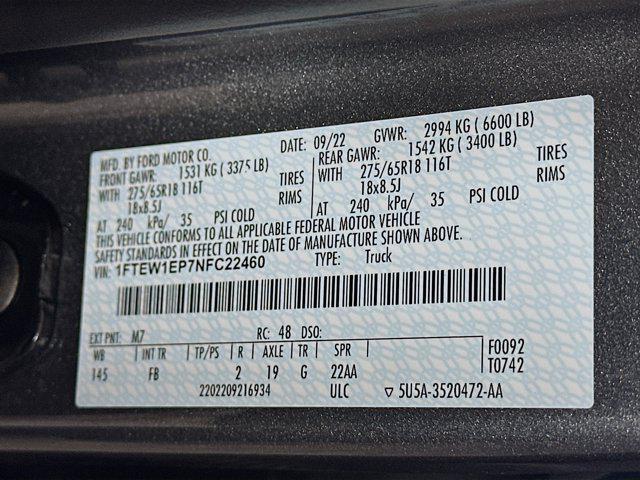 MFD. BY FORD MOTOR CO. DATE: 09/22 GVWR: 2994 KG ( 6600 LB)
FRONT GAWR: 1531 KG ( 3375 LB) REAR GAWR: 1542 KG ( 3400 LB)
WITH 275/65R18 116T TIRES WITH 275/65R18 116T TIRES
18x8.5J RIMS 18x8.5J RIMS
AT 240 kPa/ 35 PSI COLD AT 240 kPa/ 35 PSI COLD
THIS VEHICLE CONFORMS TO ALL APPLICABLE FEDERAL MOTOR VEHICLE
SAFETY STANDARDS IN EFFECT ON THE DATE OF MANUFACTURE SHOWN ABOVE.
VIN: 1FTEW1EP7NFC22460 TYPE: Truck
EXT PNT: M7 RC: 48 DSO:
WB INT TR TP/PS R AXLE TR SPR F0092
145 FB 2 19 G 22AA T0742
2202209216934 ULC ▽ 5U5A-3520472-AA